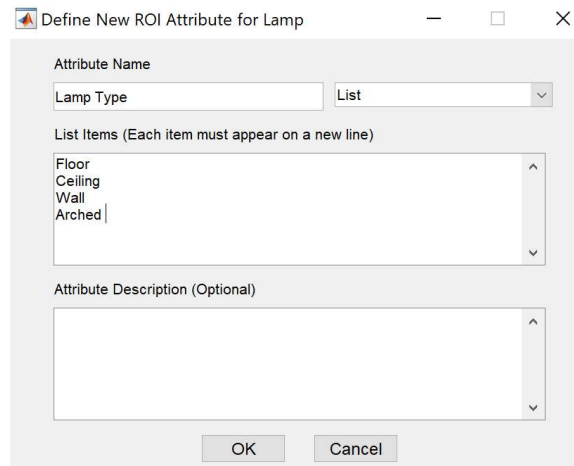 Define New ROI Attribute for Lamp
Attribute Name
Lamp Type List
List Items (Each item must appear on a new line)
Floor
Ceiling
Wall
Arched
Attribute Description (Optional)
OK Cancel